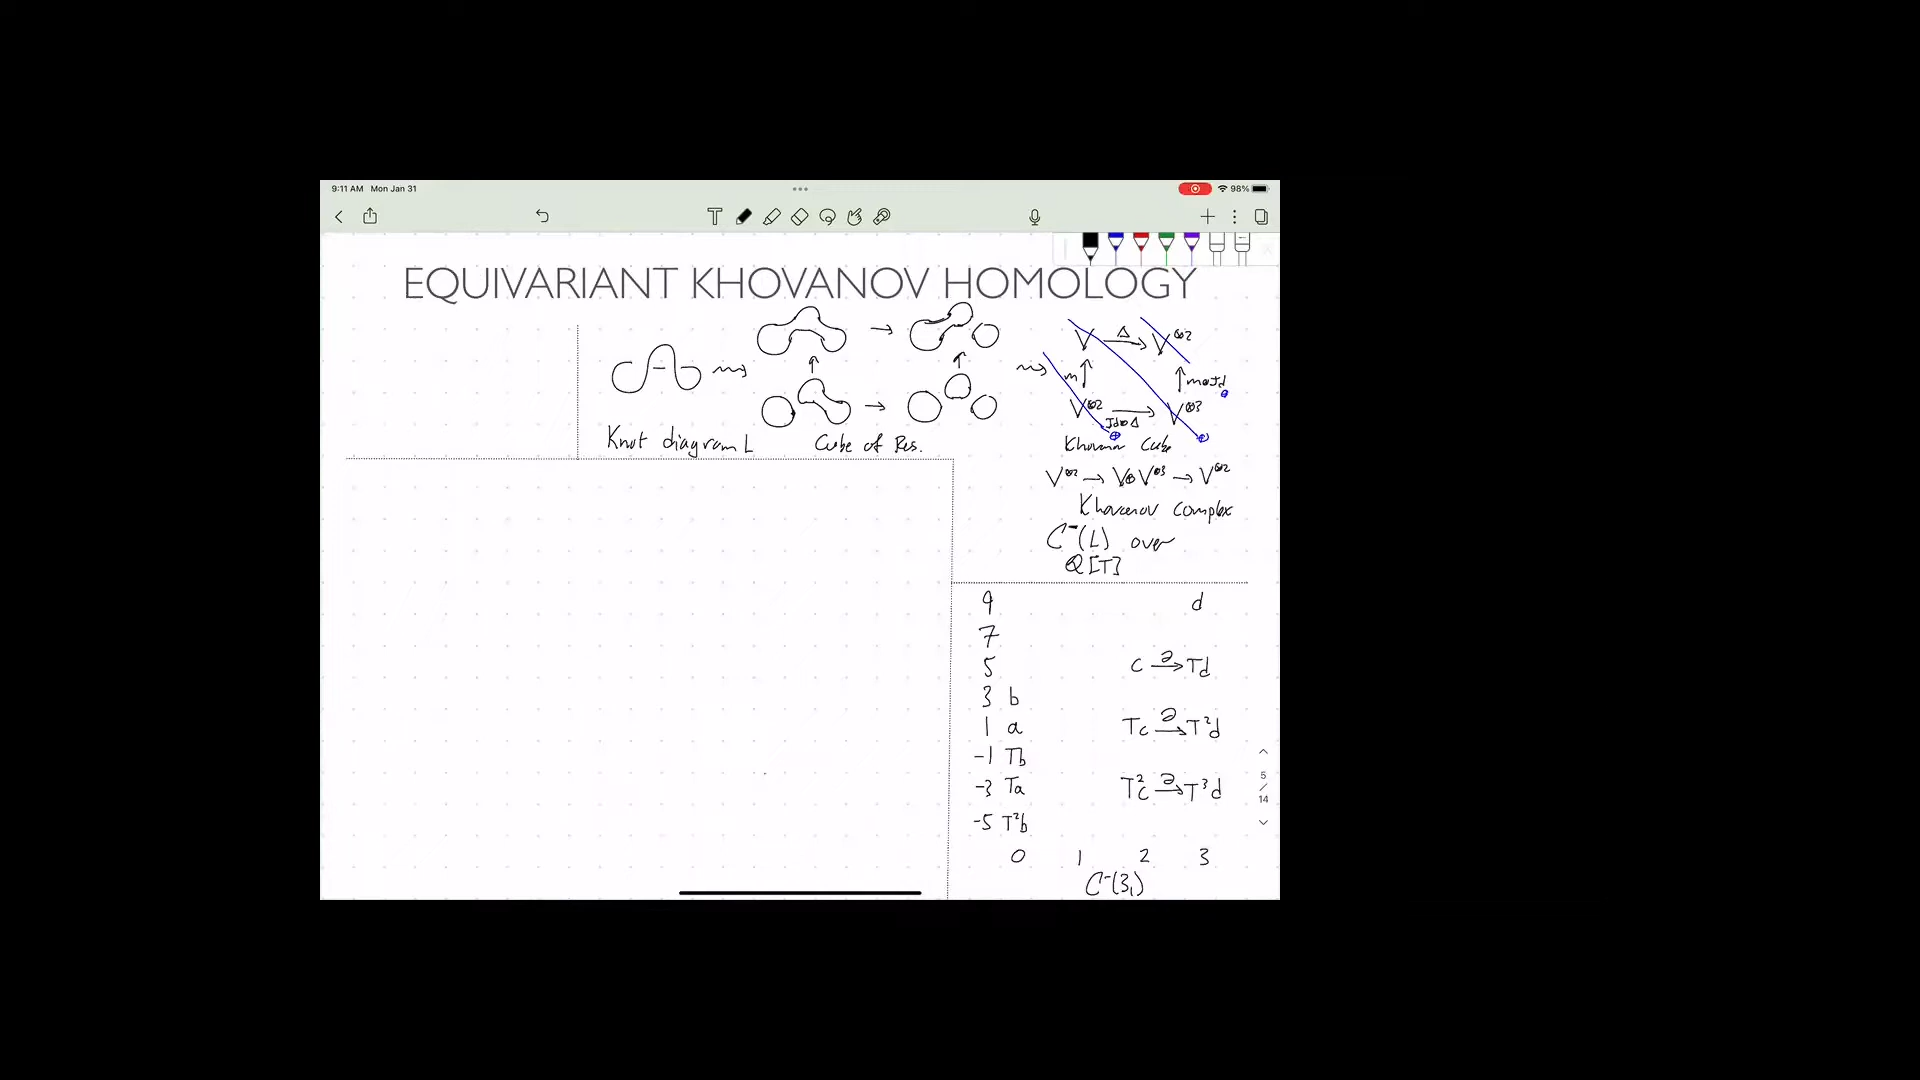 9:11 AM Mon Jan 31
98%
EQUIVARIANT KHOVANOV HOMOLOGY
V Δ→ V⊗2
m↑ ↑m⊗Id
V⊗2 Id⊗Δ→ V⊗3
⊕ ⊕ ⊕
Knot diagram L
Cube of Res.
Khovanov Cube
V⊗2 → V⊕V⊗3 → V⊗2
Khovanov Complex
C⁻(L) over
Q[T]
9 d
7
5 c ∂→ Td
3 b
1 a Tc ∂→ T²d
-1 Tb
-3 Ta T²c ∂→ T³d
-5 T²b
0 1 2 3
C⁻(3₁)
5
/
14